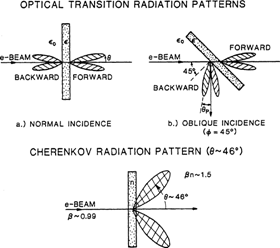 OPTICAL TRANSITION RADIATION PATTERNS
ε₀ ε
e-BEAM
θ
BACKWARD FORWARD
a.) NORMAL INCIDENCE
ε₀ ε
FORWARD
e-BEAM
45°
BACKWARD
θP
b.) OBLIQUE INCIDENCE
(ϕ = 45°)
CHERENKOV RADIATION PATTERN (θ~46°)
n
βn~1.5
e-BEAM
θ~46°
β~0.99